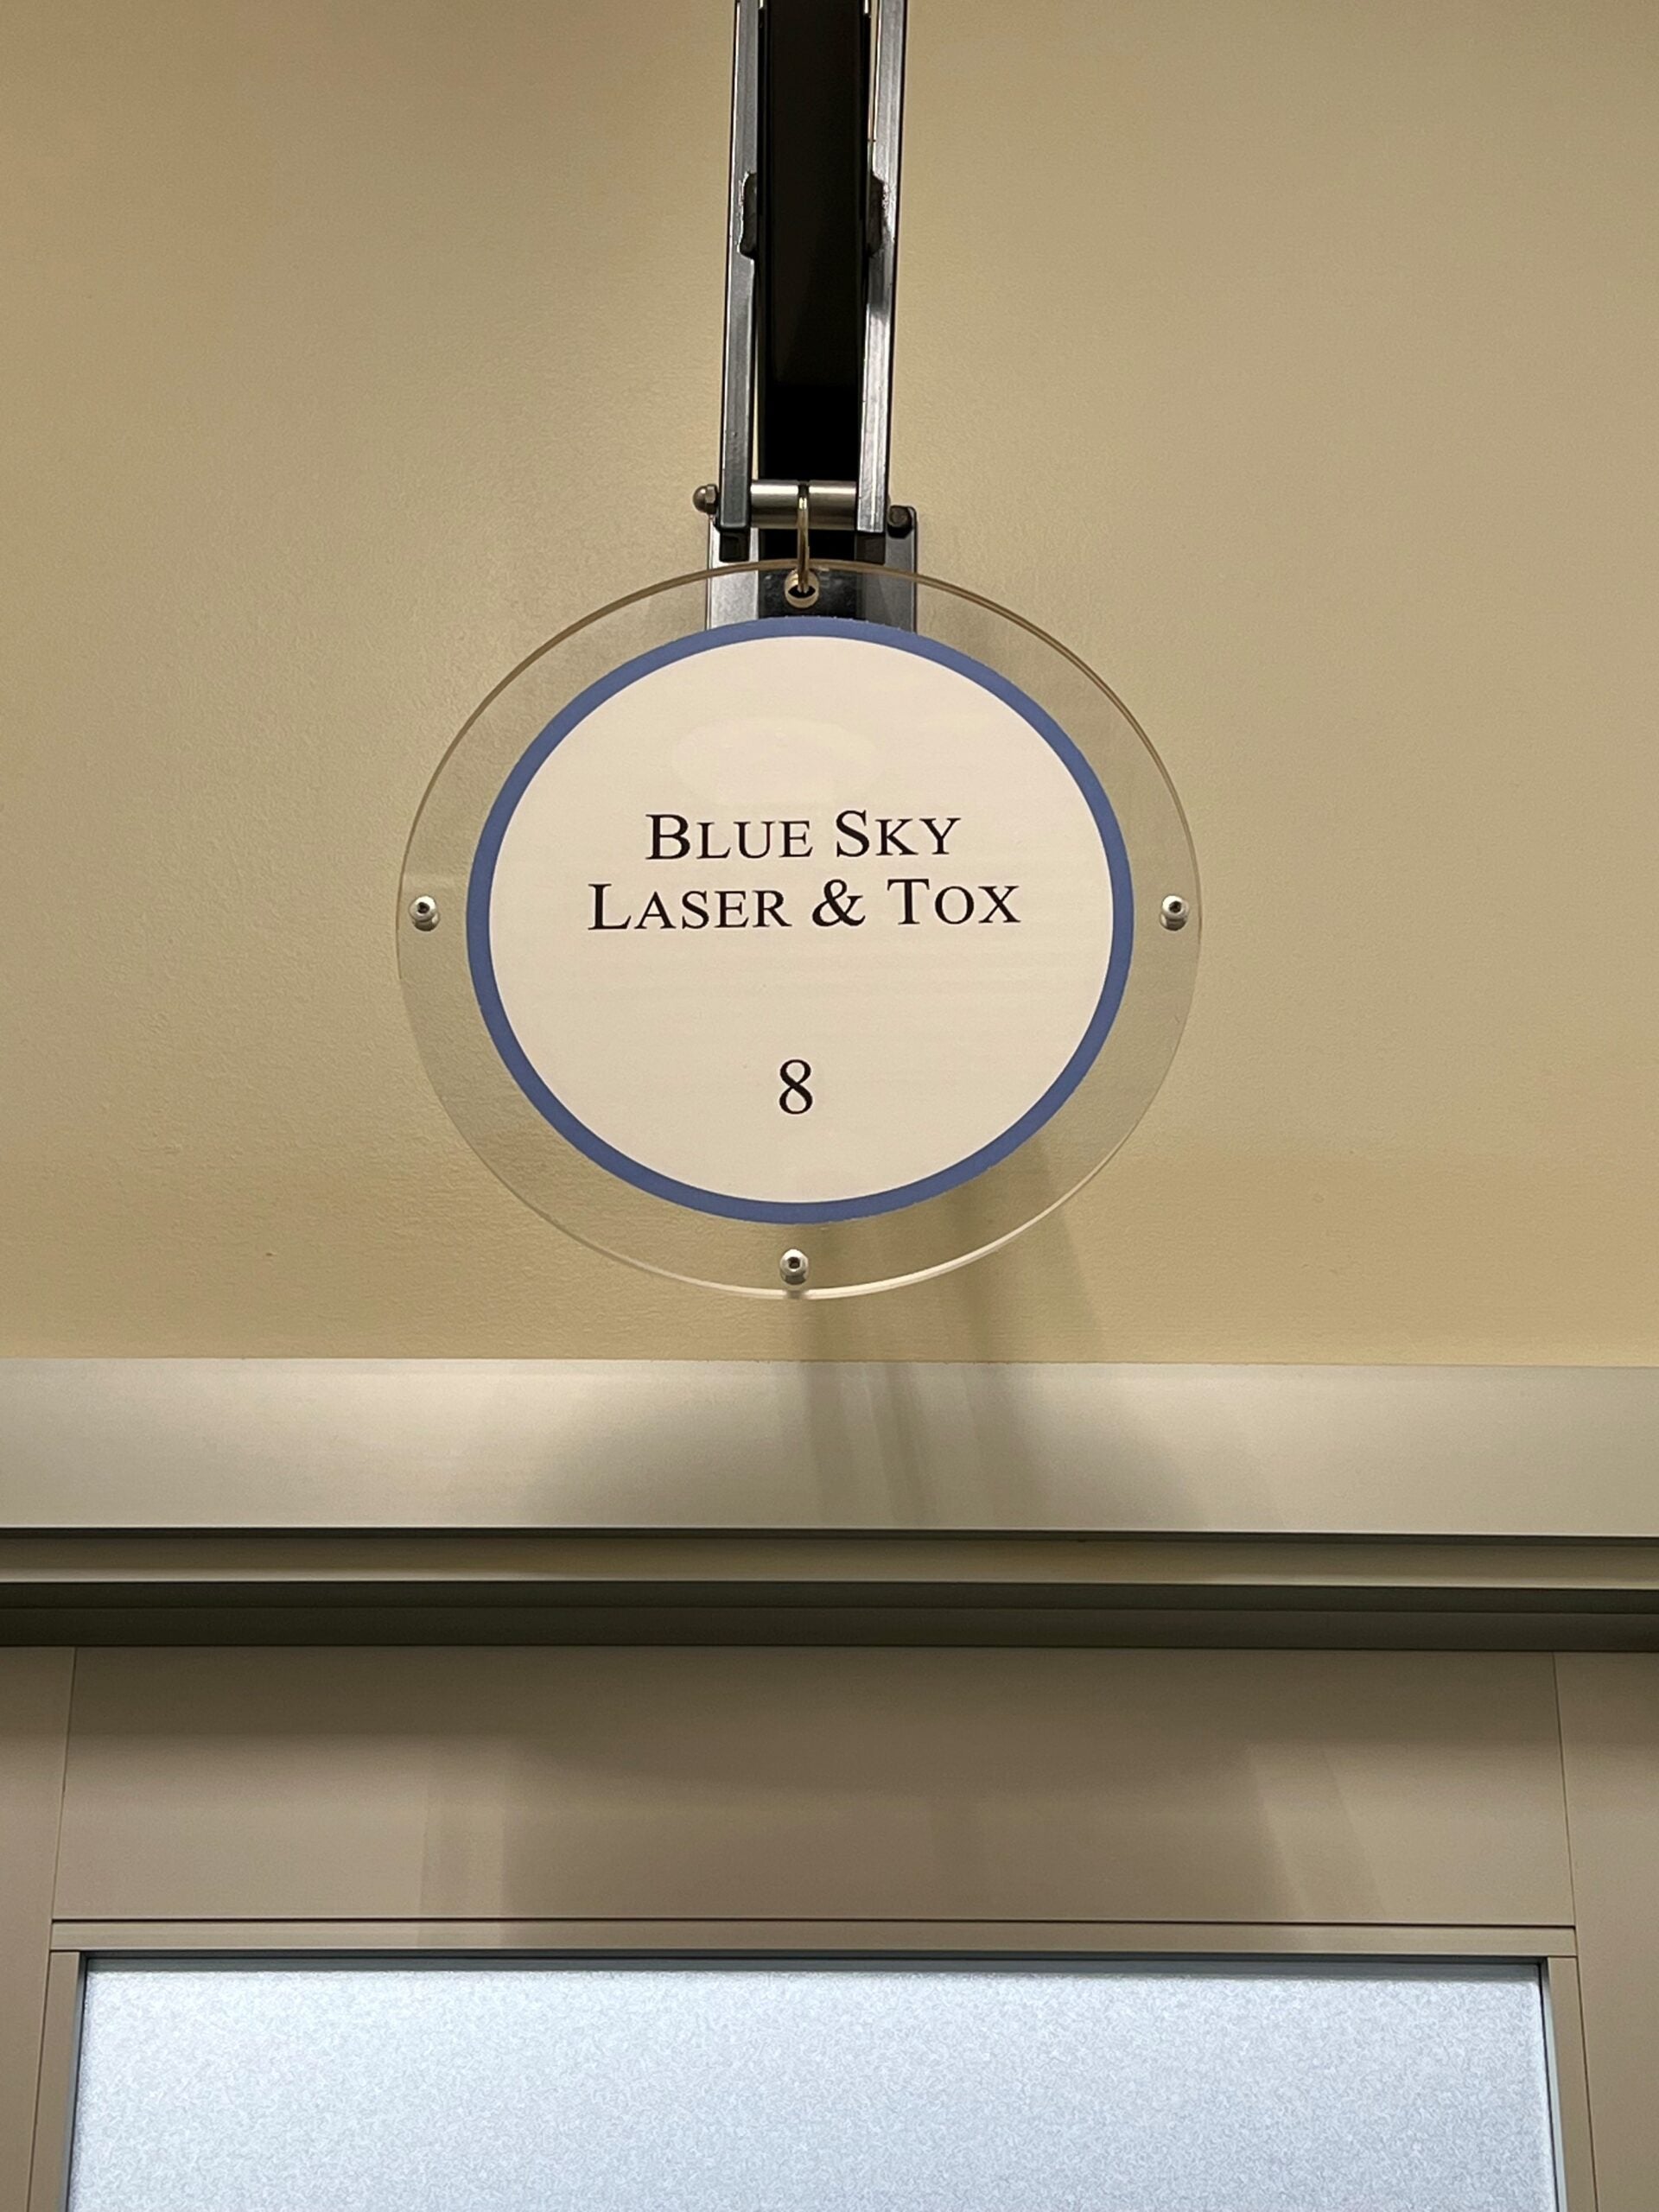 BLUE SKY
LASER & TOX
8